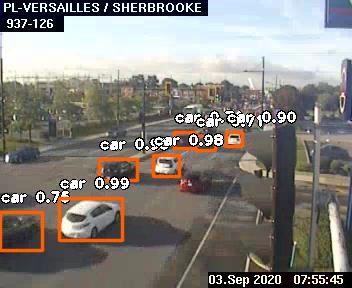 PL-VERSAILLES / SHERBROOKE
937-126
car 0.90
car 0.98
car 0.99
car 0.75
03.Sep 2020 07:55:45